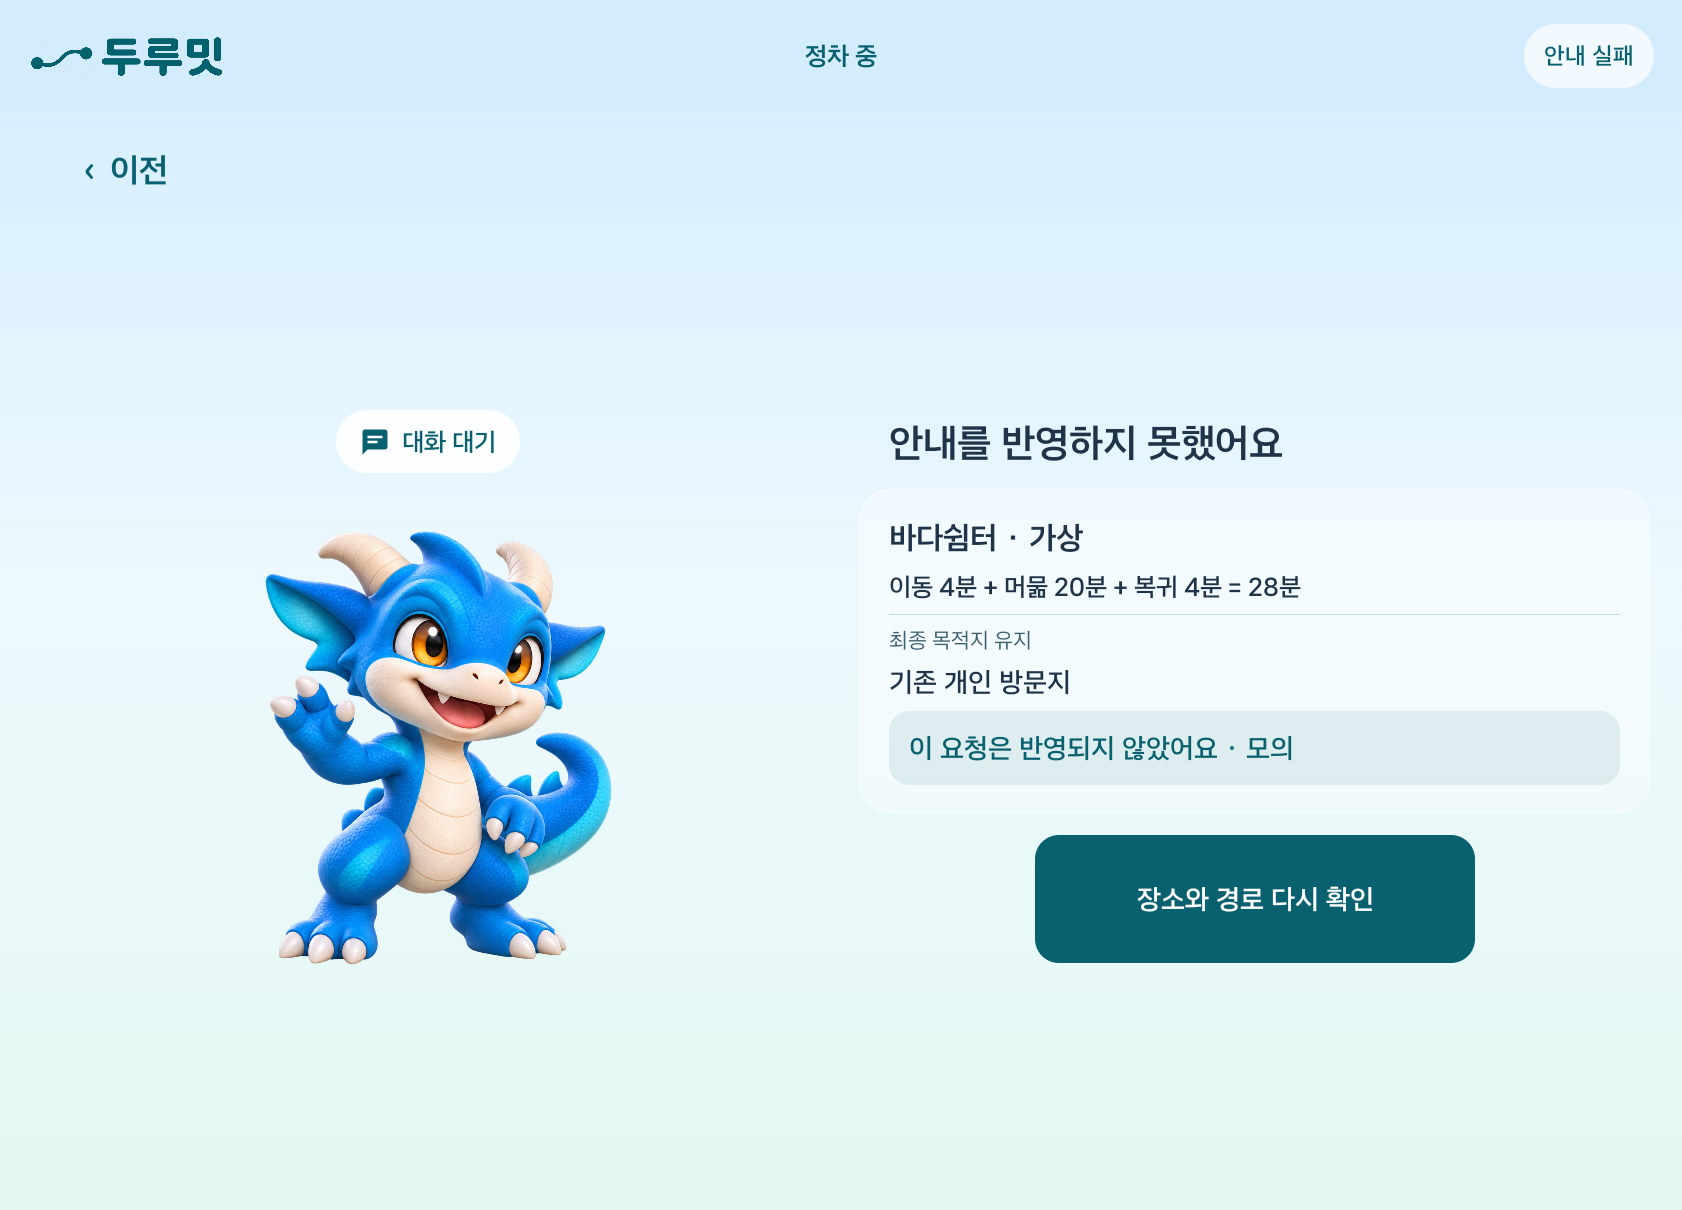 두루밋
정차 중
안내 실패
‹ 이전
대화 대기
안내를 반영하지 못했어요
바다쉼터 · 가상
이동 4분 + 머묾 20분 + 복귀 4분 = 28분
최종 목적지 유지
기존 개인 방문지
이 요청은 반영되지 않았어요 · 모의
장소와 경로 다시 확인